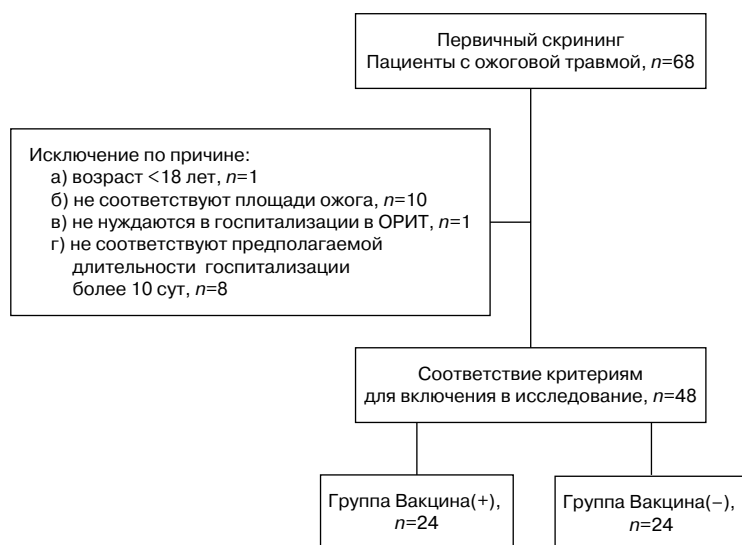 Первичный скрининг
Пациенты с ожоговой травмой, n=68
Исключение по причине:
а) возраст <18 лет, n=1
б) не соответствуют площади ожога, n=10
в) не нуждаются в госпитализации в ОРИТ, n=1
г) не соответствуют предполагаемой
длительности госпитализации
более 10 сут, n=8
Соответствие критериям
для включения в исследование, n=48
Группа Вакцина(+),
n=24
Группа Вакцина(−),
n=24